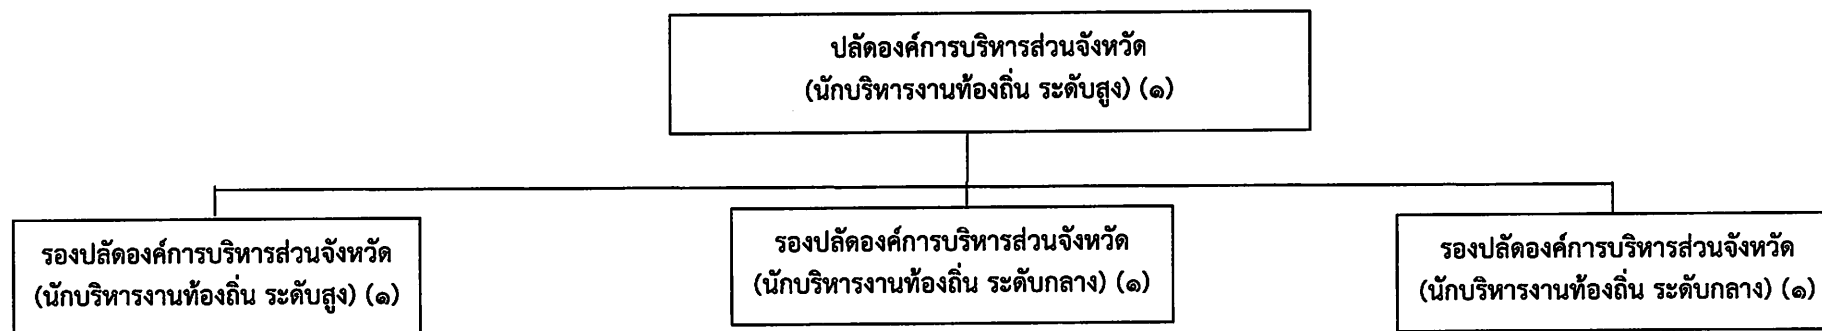 ปลัดองค์การบริหารส่วนจังหวัด
(นักบริหารงานท้องถิ่น ระดับสูง) (๑)
รองปลัดองค์การบริหารส่วนจังหวัด
(นักบริหารงานท้องถิ่น ระดับสูง) (๑)
รองปลัดองค์การบริหารส่วนจังหวัด
(นักบริหารงานท้องถิ่น ระดับกลาง) (๑)
รองปลัดองค์การบริหารส่วนจังหวัด
(นักบริหารงานท้องถิ่น ระดับกลาง) (๑)